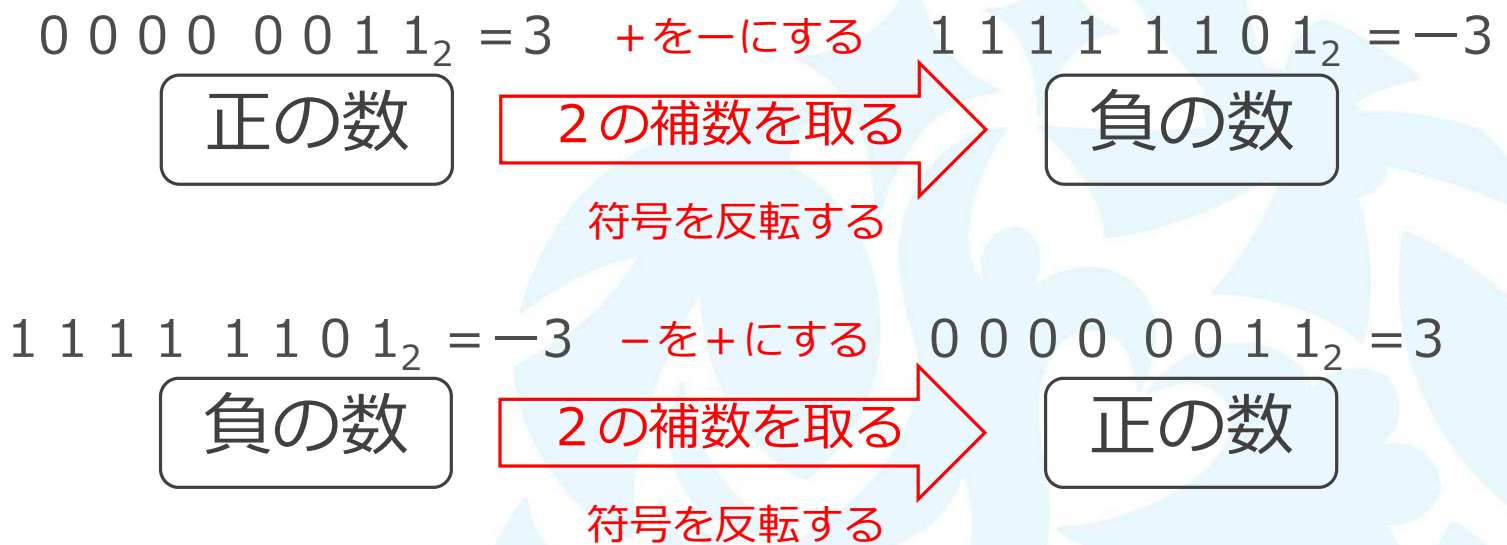 0 0 0 0 0 0 1 1₂ =3 +をーにする 1 1 1 1 1 1 0 1₂ =ー3
正の数 2の補数を取る 負の数
符号を反転する
1 1 1 1 1 1 0 1₂ =ー3 −を+にする 0 0 0 0 0 0 1 1₂ =3
負の数 2の補数を取る 正の数
符号を反転する